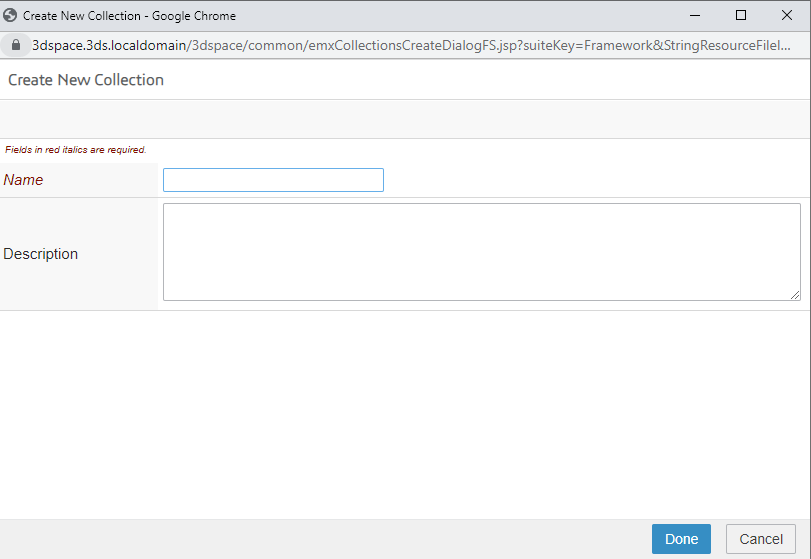 Create New Collection - Google Chrome
3dspace.3ds.localdomain/3dspace/common/emxCollectionsCreateDialogFS.jsp?suiteKey=Framework&StringResourceFileI...
Create New Collection
Fields in red italics are required.
Name
Description
Done Cancel